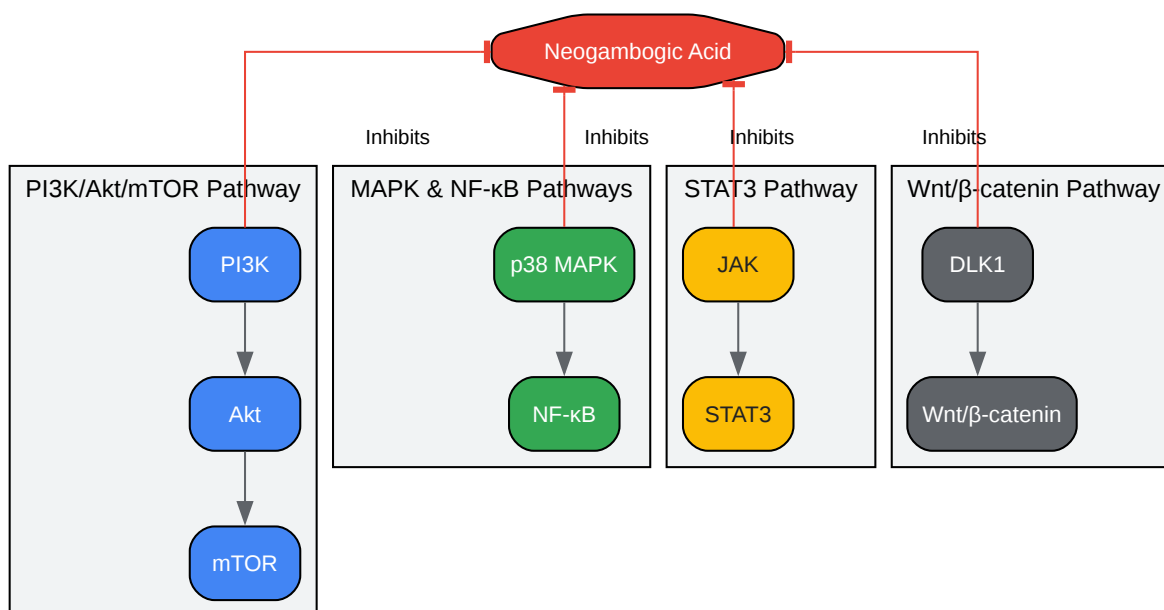 Neogambogic Acid
Inhibits
Inhibits
Inhibits
Inhibits
PI3K/Akt/mTOR Pathway
MAPK & NF-κB Pathways
STAT3 Pathway
Wnt/β-catenin Pathway
PI3K
p38 MAPK
JAK
DLK1
Akt
NF-κB
STAT3
Wnt/β-catenin
mTOR